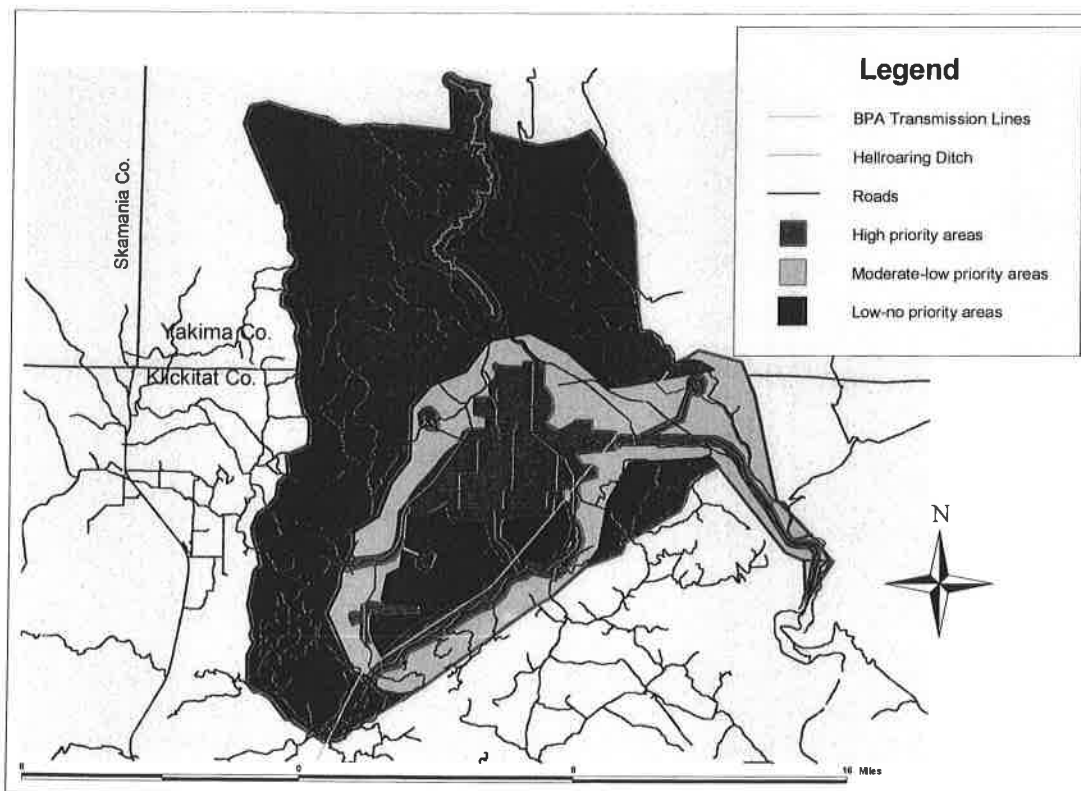 Legend
BPA Transmission Lines
Hellroaring Ditch
Roads
High priority areas
Moderate-low priority areas
Low-no priority areas
Skamania Co.
Yakima Co.
Klickitat Co.
N
8 0 8 16 Miles